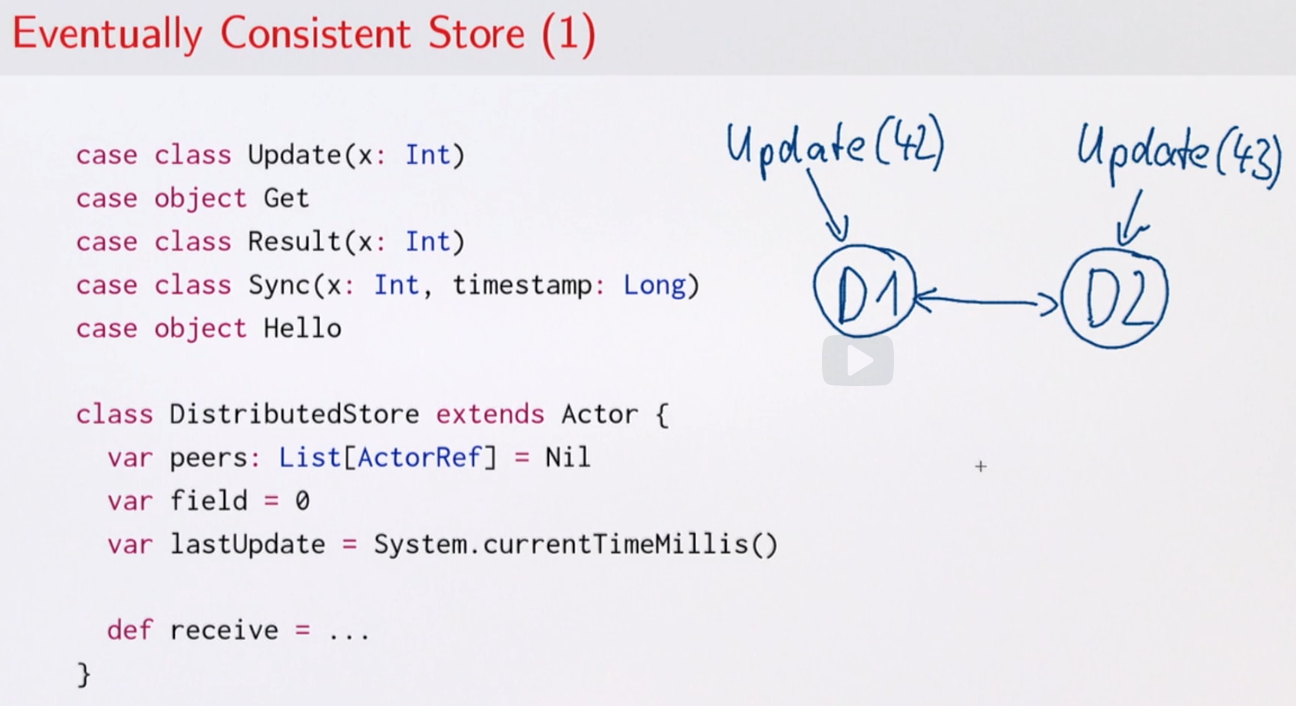 Eventually Consistent Store (1)
case class Update(x: Int)
case object Get
case class Result(x: Int)
case class Sync(x: Int, timestamp: Long)
case object Hello
class DistributedStore extends Actor {
var peers: List[ActorRef] = Nil
var field = 0
var lastUpdate = System.currentTimeMillis()
def receive = ...
}
Update(42)
Update(43)
D1
D2